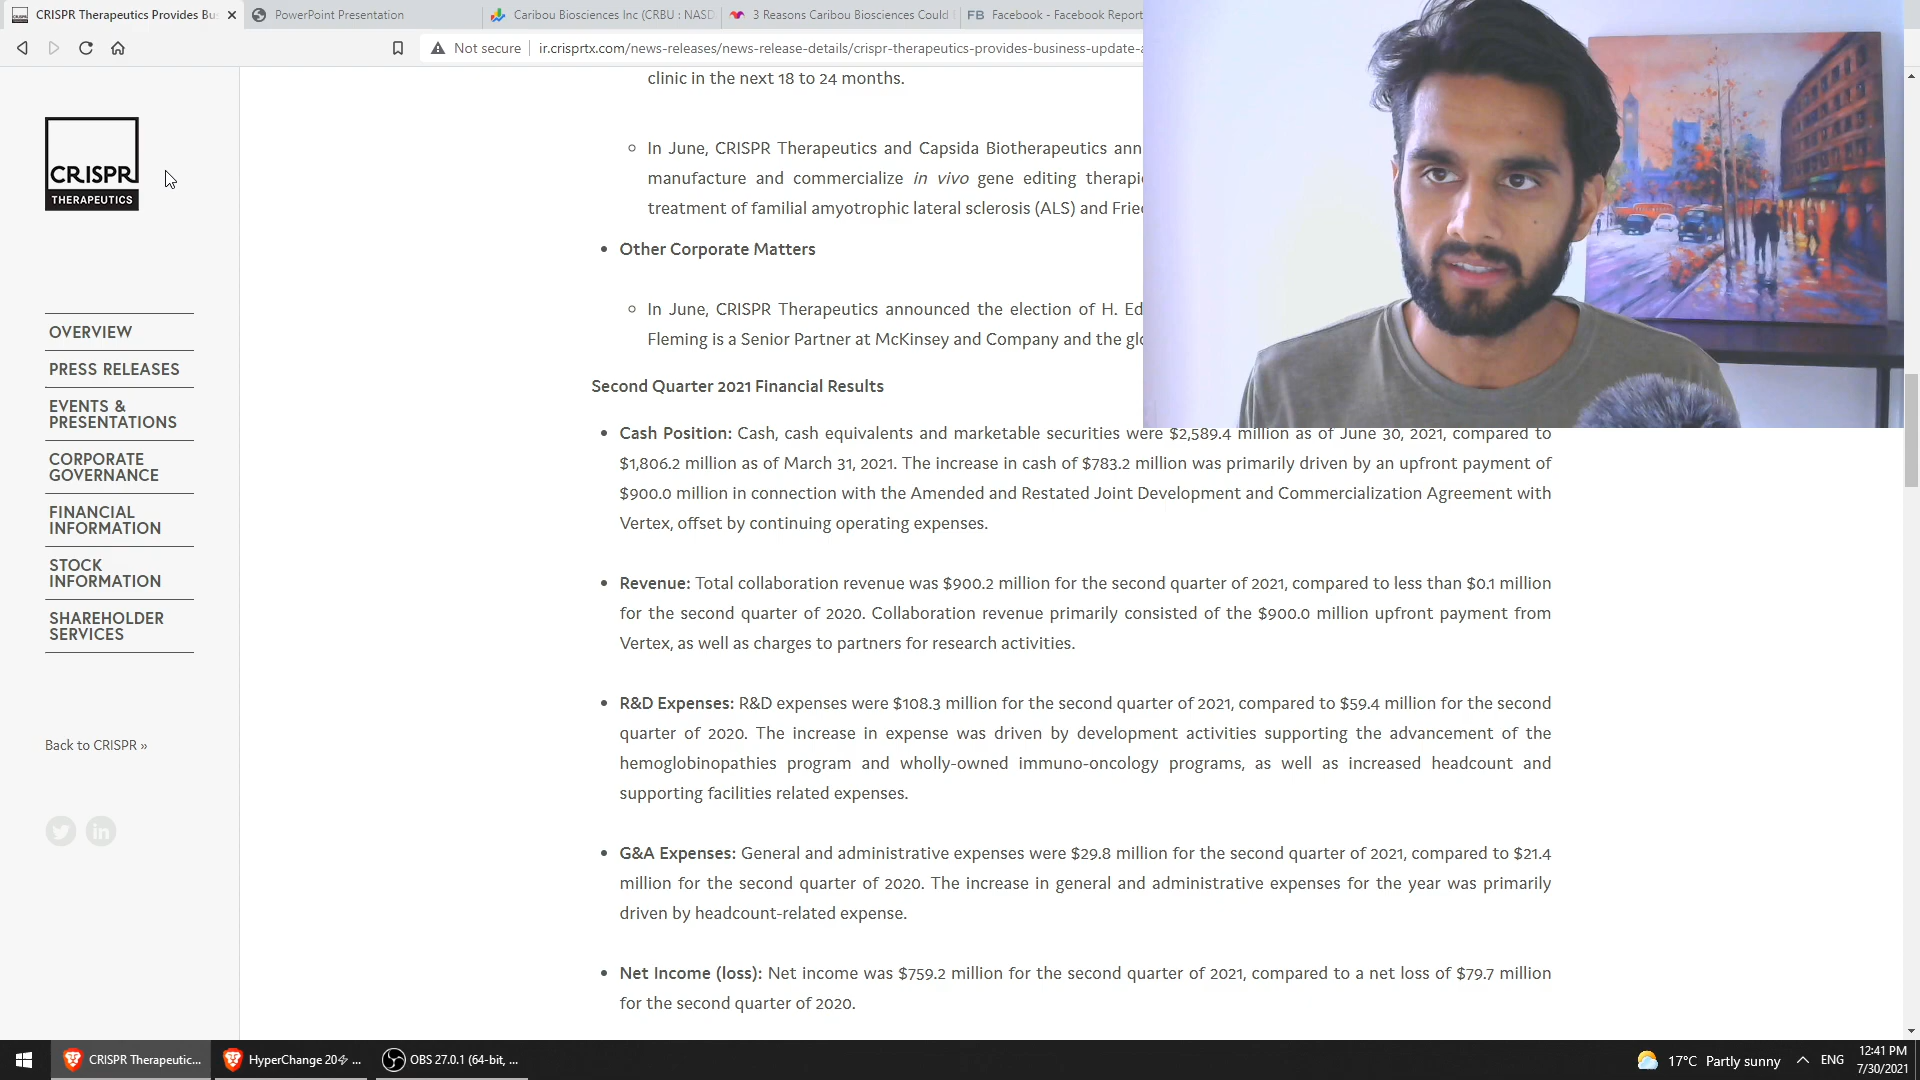 CRISPR Therapeutics Provides Bu
PowerPoint Presentation
Caribou Biosciences Inc (CRBU : NASD
3 Reasons Caribou Biosciences Could
FB Facebook - Facebook Report
Not secure
ir.crisprtx.com/news-releases/news-release-details/crispr-therapeutics-provides-business-update-a
CRISPR
THERAPEUTICS
OVERVIEW
PRESS RELEASES
EVENTS &
PRESENTATIONS
CORPORATE
GOVERNANCE
FINANCIAL
INFORMATION
STOCK
INFORMATION
SHAREHOLDER
SERVICES
Back to CRISPR »
clinic in the next 18 to 24 months.
In June, CRISPR Therapeutics and Capsida Biotherapeutics ann
manufacture and commercialize in vivo gene editing therapi
treatment of familial amyotrophic lateral sclerosis (ALS) and Frie
Other Corporate Matters
In June, CRISPR Therapeutics announced the election of H. Ed
Fleming is a Senior Partner at McKinsey and Company and the glo
Second Quarter 2021 Financial Results
Cash Position: Cash, cash equivalents and marketable securities were $2,589.4 million as of June 30, 2021, compared to
$1,806.2 million as of March 31, 2021. The increase in cash of $783.2 million was primarily driven by an upfront payment of
$900.0 million in connection with the Amended and Restated Joint Development and Commercialization Agreement with
Vertex, offset by continuing operating expenses.
Revenue: Total collaboration revenue was $900.2 million for the second quarter of 2021, compared to less than $0.1 million
for the second quarter of 2020. Collaboration revenue primarily consisted of the $900.0 million upfront payment from
Vertex, as well as charges to partners for research activities.
R&D Expenses: R&D expenses were $108.3 million for the second quarter of 2021, compared to $59.4 million for the second
quarter of 2020. The increase in expense was driven by development activities supporting the advancement of the
hemoglobinopathies program and wholly-owned immuno-oncology programs, as well as increased headcount and
supporting facilities related expenses.
G&A Expenses: General and administrative expenses were $29.8 million for the second quarter of 2021, compared to $21.4
million for the second quarter of 2020. The increase in general and administrative expenses for the year was primarily
driven by headcount-related expense.
Net Income (loss): Net income was $759.2 million for the second quarter of 2021, compared to a net loss of $79.7 million
for the second quarter of 2020.
CRISPR Therapeutic...
HyperChange 20 ...
OBS 27.0.1 (64-bit, ...
17°C Partly sunny
ENG
12:41 PM
7/30/2021